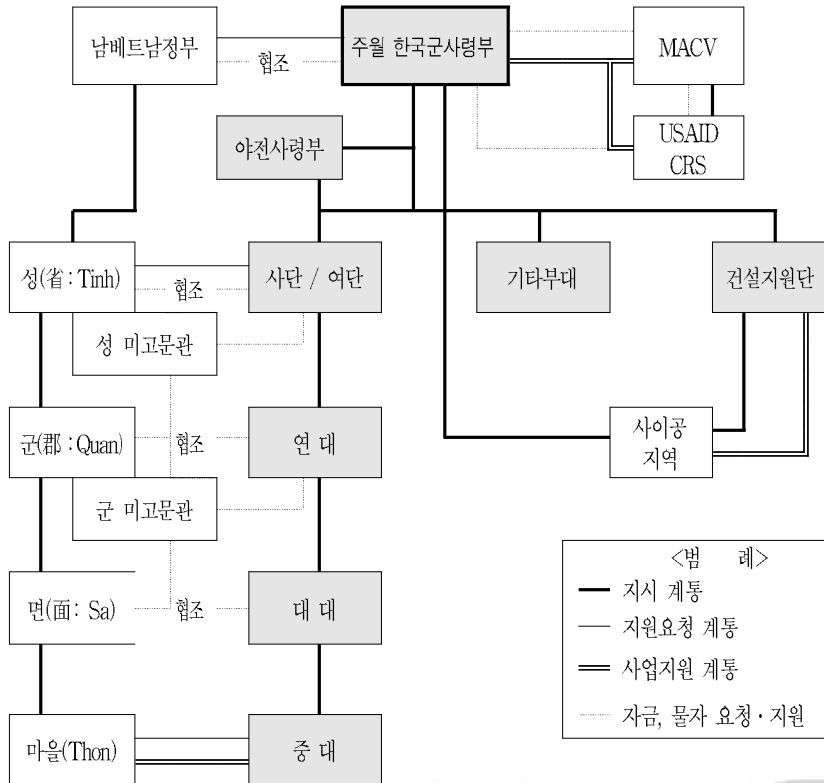 남베트남정부
협조
주월 한국군사령부
MACV
USAID
CRS
야전사령부
성(省 : Tinh)
협조
사단 / 여단
기타부대
건설지원단
성 미고문관
군(郡 : Quan)
협조
연 대
사이공
지역
군 미고문관
면(面: Sa)
협조
대 대
마을(Thon)
중 대
<범 례>
지시 계통
지원요청 계통
사업지원 계통
자금, 물자 요청·지원